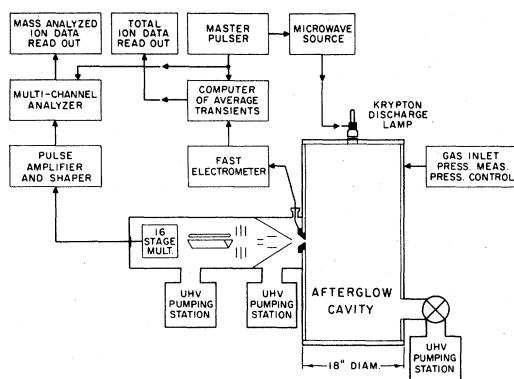 MASS ANALYZED
ION DATA
READ OUT
TOTAL
ION DATA
READ OUT
MASTER
PULSER
MICROWAVE
SOURCE
MULTI-CHANNEL
ANALYZER
COMPUTER
OF AVERAGE
TRANSIENTS
KRYPTON
DISCHARGE
LAMP
PULSE
AMPLIFIER
AND SHAPER
FAST
ELECTROMETER
GAS INLET
PRESS. MEAS.
PRESS. CONTROL
16
STAGE
MULT.
UHV
PUMPING
STATION
UHV
PUMPING
STATION
AFTERGLOW
CAVITY
18" DIAM.
UHV
PUMPING
STATION